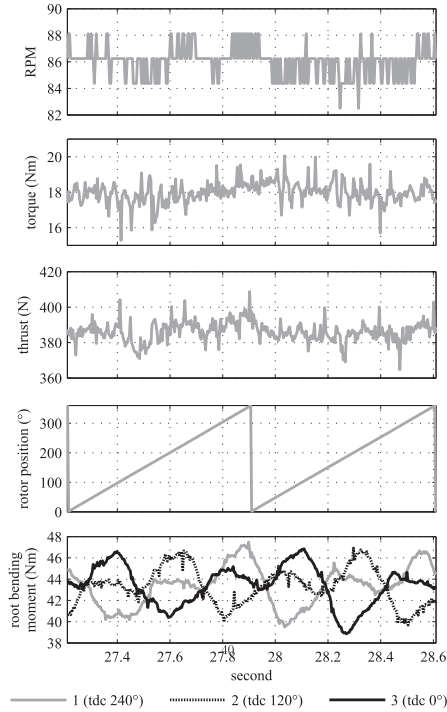 90
88
86
84
82
RPM
20
18
16
torque (Nm)
420
400
380
360
thrust (N)
300
200
100
0
rotor position (°)
48
46
44
42
40
38
root bending
moment (Nm)
27.4 27.6 27.8 28 28.2 28.4 28.6
40
second
1 (tdc 240°) 2 (tdc 120°) 3 (tdc 0°)